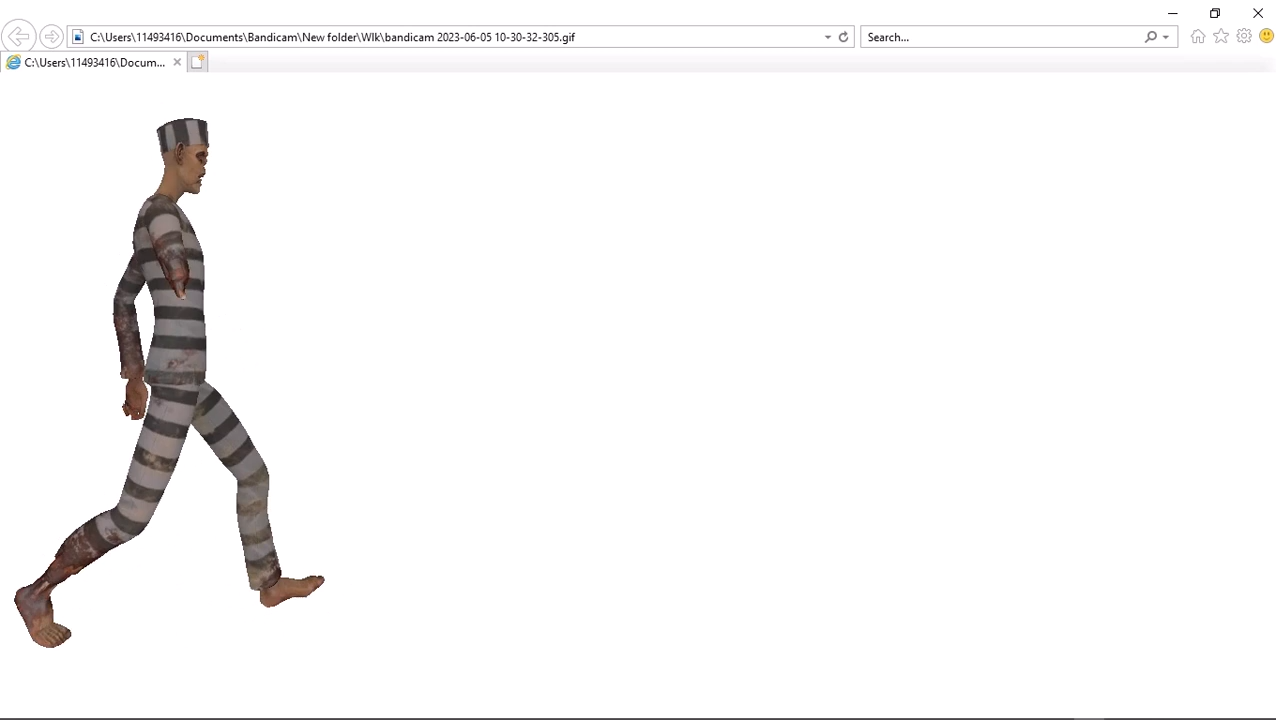 C:\Users\11493416\Documents\Bandicam\New folder\Wlk\bandicam 2023-06-05 10-30-32-305.gif
Search...
C:\Users\11493416\Docum...